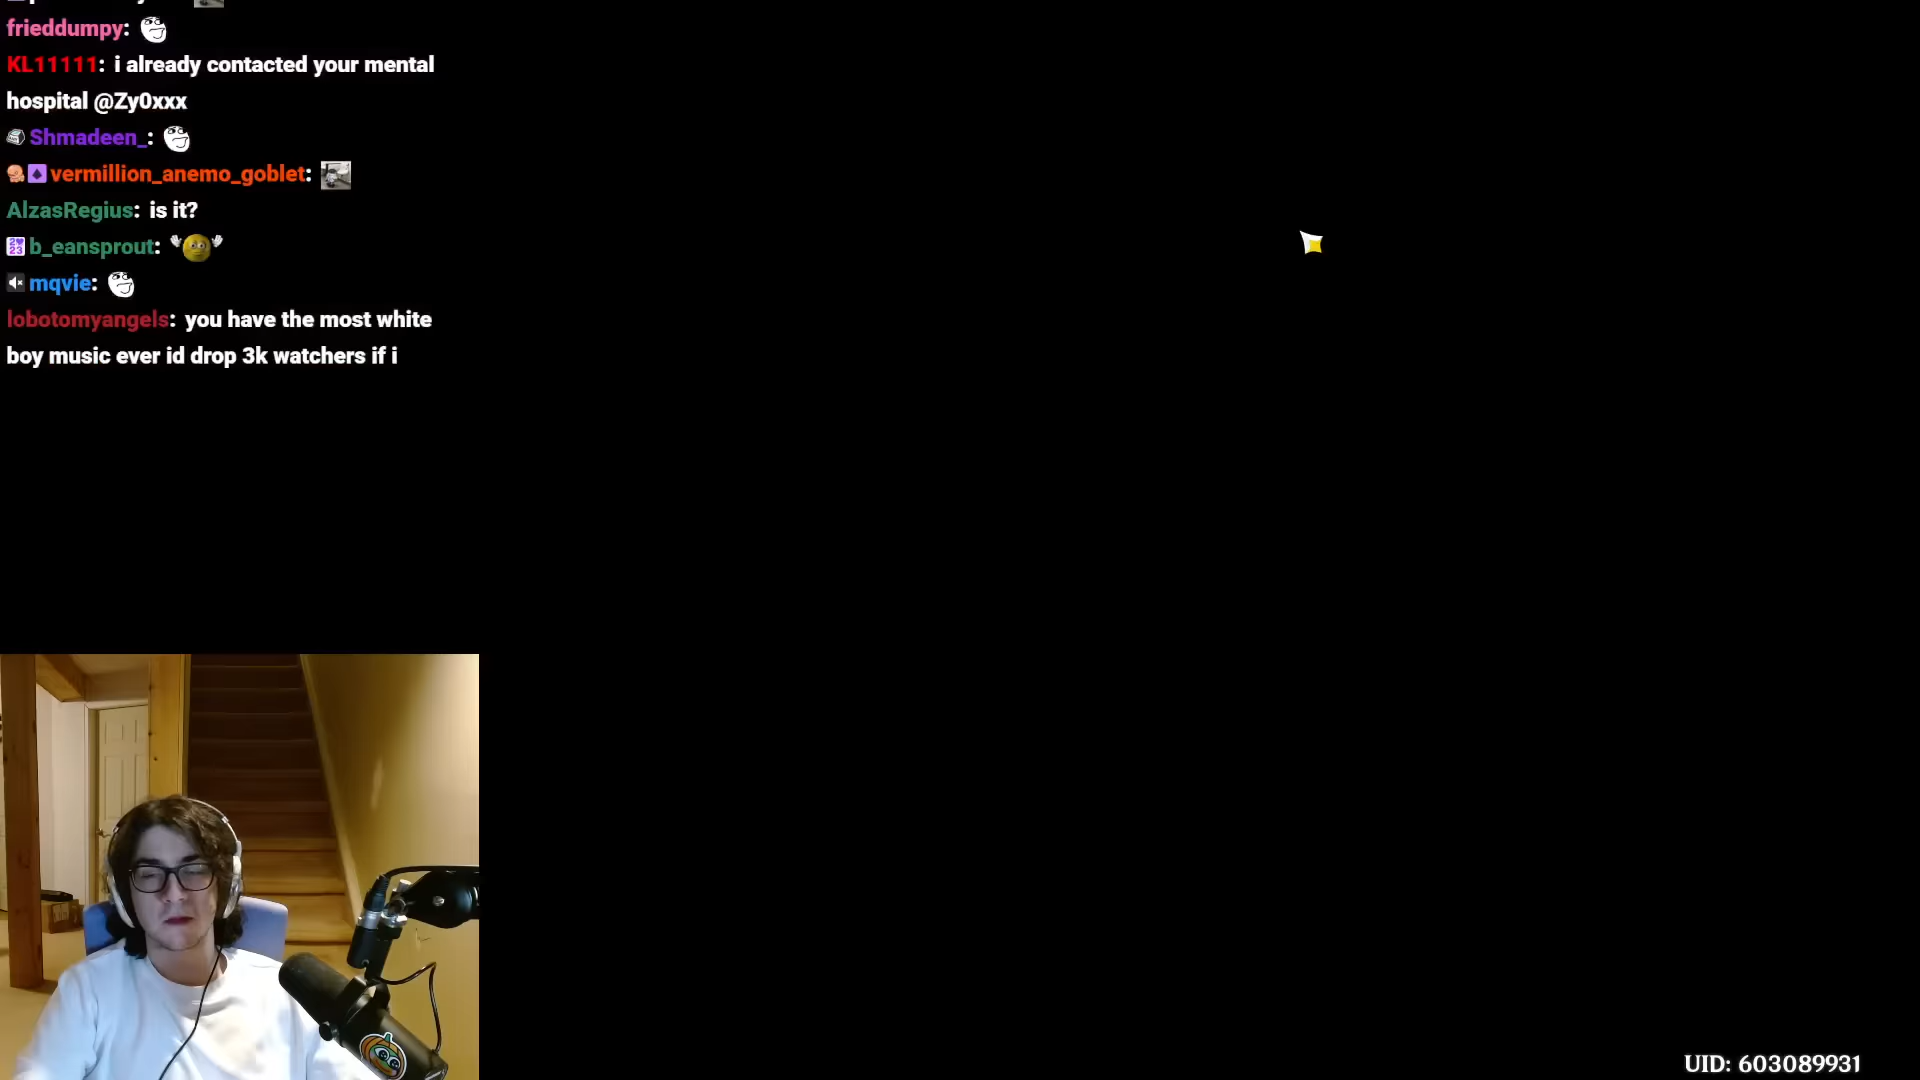 frieddumpy:
KL11111: i already contacted your mental
hospital @Zy0xxx
Shmadeen_:
vermillion_anemo_goblet:
AlzasRegius: is it?
b_eansprout:
mqvie:
lobotomyangels: you have the most white
boy music ever id drop 3k watchers if i
UID: 603089931